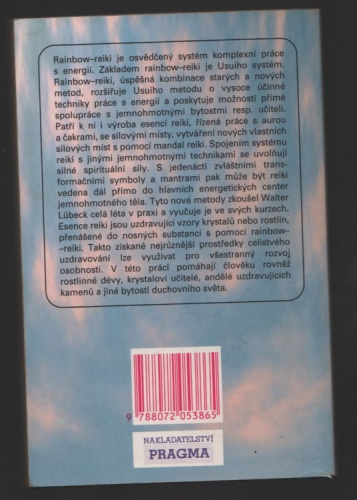 Rainbow–reiki je osvědčený systém komplexní práce
s energií. Základem rainbow–reiki je Usuiho systém.
Rainbow–reiki, úspěšná kombinace starých a nových
metod, rozšiřuje Usuiho metodu o vysoce účinné
techniky práce s energií a poskytuje možnosti přímé
spolupráce s jemnohmotnými bytostmi resp. učiteli.
Patří k ní i výroba esencí reiki, řízená práce s aurou
a čakrami, se silovými místy, vytváření nových vlastních
silových míst s pomocí mandal reiki. Spojením systému
reiki s jinými jemnohmotnými technikami se uvolňují
silné spirituální síly. S jedenácti zvláštními trans-
formačními symboly a mantrami pak může být reiki
vedena dál přímo do hlavních energetických center
jemnohmotného těla. Tyto nové metody zkoušel Walter
Lübeck celá léta v praxi a vyučuje je ve svých kurzech.
Esence reiki jsou uzdravující vzory krystalů nebo rostlin,
přenášené do nosných substancí s pomocí rainbow–
–reiki. Takto získané nejrůznější prostředky celistvého
uzdravování lze využívat pro všestranný rozvoj
osobnosti. V této práci pomáhají člověku rovněž
rostlinné dévy, krystaloví učitelé, andělé uzdravujících
kamenů a jiné bytosti duchovního světa.
9 788072 053865
NAKLADATELSTVÍ
PRAGMA